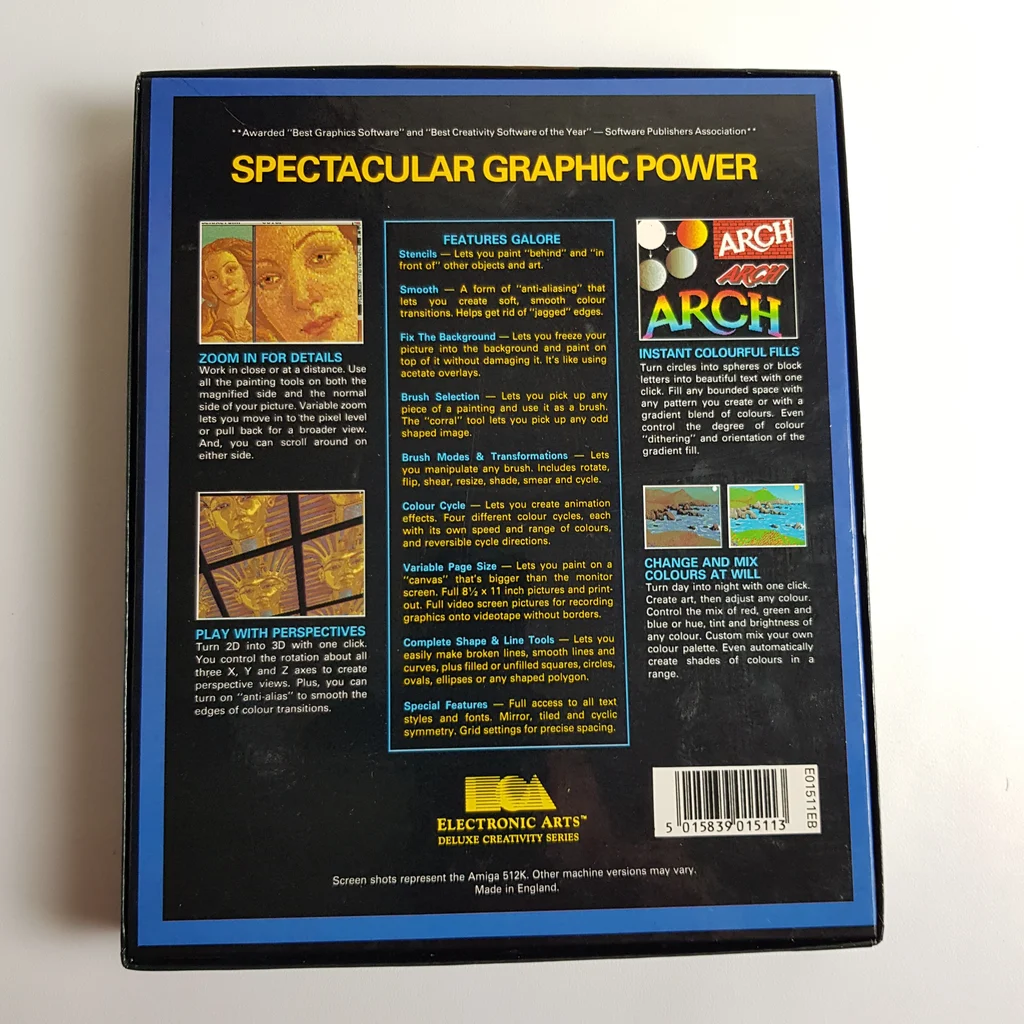 **Awarded "Best Graphics Software" and "Best Creativity Software of the Year" — Software Publishers Association**
SPECTACULAR GRAPHIC POWER
ZOOM IN FOR DETAILS
Work in close or at a distance. Use
all the painting tools on both the
magnified side and the normal
side of your picture. Variable zoom
lets you move in to the pixel level
or pull back for a broader view.
And, you can scroll around on
either side.
PLAY WITH PERSPECTIVES
Turn 2D into 3D with one click.
You control the rotation about all
three X, Y and Z axes to create
perspective views. Plus, you can
turn on "anti-alias" to smooth the
edges of colour transitions.
FEATURES GALORE
Stencils — Lets you paint "behind" and "in
front of" other objects and art.
Smooth — A form of "anti-aliasing" that
lets you create soft, smooth colour
transitions. Helps get rid of "jagged" edges.
Fix The Background — Lets you freeze your
picture into the background and paint on
top of it without damaging it. It's like using
acetate overlays.
Brush Selection — Lets you pick up any
piece of a painting and use it as a brush.
The "corral" tool lets you pick up any odd
shaped image.
Brush Modes & Transformations — Lets
you manipulate any brush. Includes rotate,
flip, shear, resize, shade, smear and cycle.
Colour Cycle — Lets you create animation
effects. Four different colour cycles, each
with its own speed and range of colours,
and reversible cycle directions.
Variable Page Size — Lets you paint on a
"canvas" that's bigger than the monitor
screen. Full 8½ x 11 inch pictures and print-
out. Full video screen pictures for recording
graphics onto videotape without borders.
Complete Shape & Line Tools — Lets you
easily make broken lines, smooth lines and
curves, plus filled or unfilled squares, circles,
ovals, ellipses or any shaped polygon.
Special Features — Full access to all text
styles and fonts. Mirror, tiled and cyclic
symmetry. Grid settings for precise spacing.
ARCH
ARCH
ARCH
INSTANT COLOURFUL FILLS
Turn circles into spheres or block
letters into beautiful text with one
click. Fill any bounded space with
any pattern you create or with a
gradient blend of colours. Even
control the degree of colour
"dithering" and orientation of the
gradient fill.
CHANGE AND MIX
COLOURS AT WILL
Turn day into night with one click.
Create art, then adjust any colour.
Control the mix of red, green and
blue or hue, tint and brightness of
any colour. Custom mix your own
colour palette. Even automatically
create shades of colours in a
range.
ELECTRONIC ARTS™
DELUXE CREATIVITY SERIES
5 015839 015113
E01511EB
Screen shots represent the Amiga 512K. Other machine versions may vary.
Made in England.